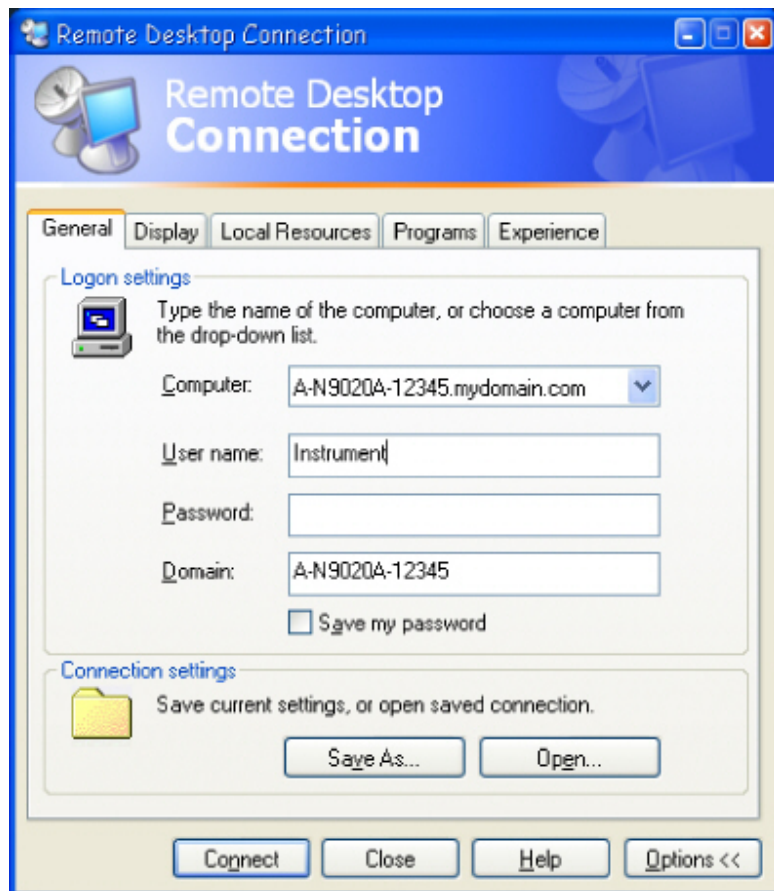 Remote Desktop Connection
Remote Desktop
Connection
General Display Local Resources Programs Experience
Logon settings
Type the name of the computer, or choose a computer from
the drop-down list.
Computer: A-N9020A-12345.mydomain.com
User name: Instrument
Password:
Domain: A-N9020A-12345
Save my password
Connection settings
Save current settings, or open saved connection.
Save As... Open...
Connect Close Help Options <<